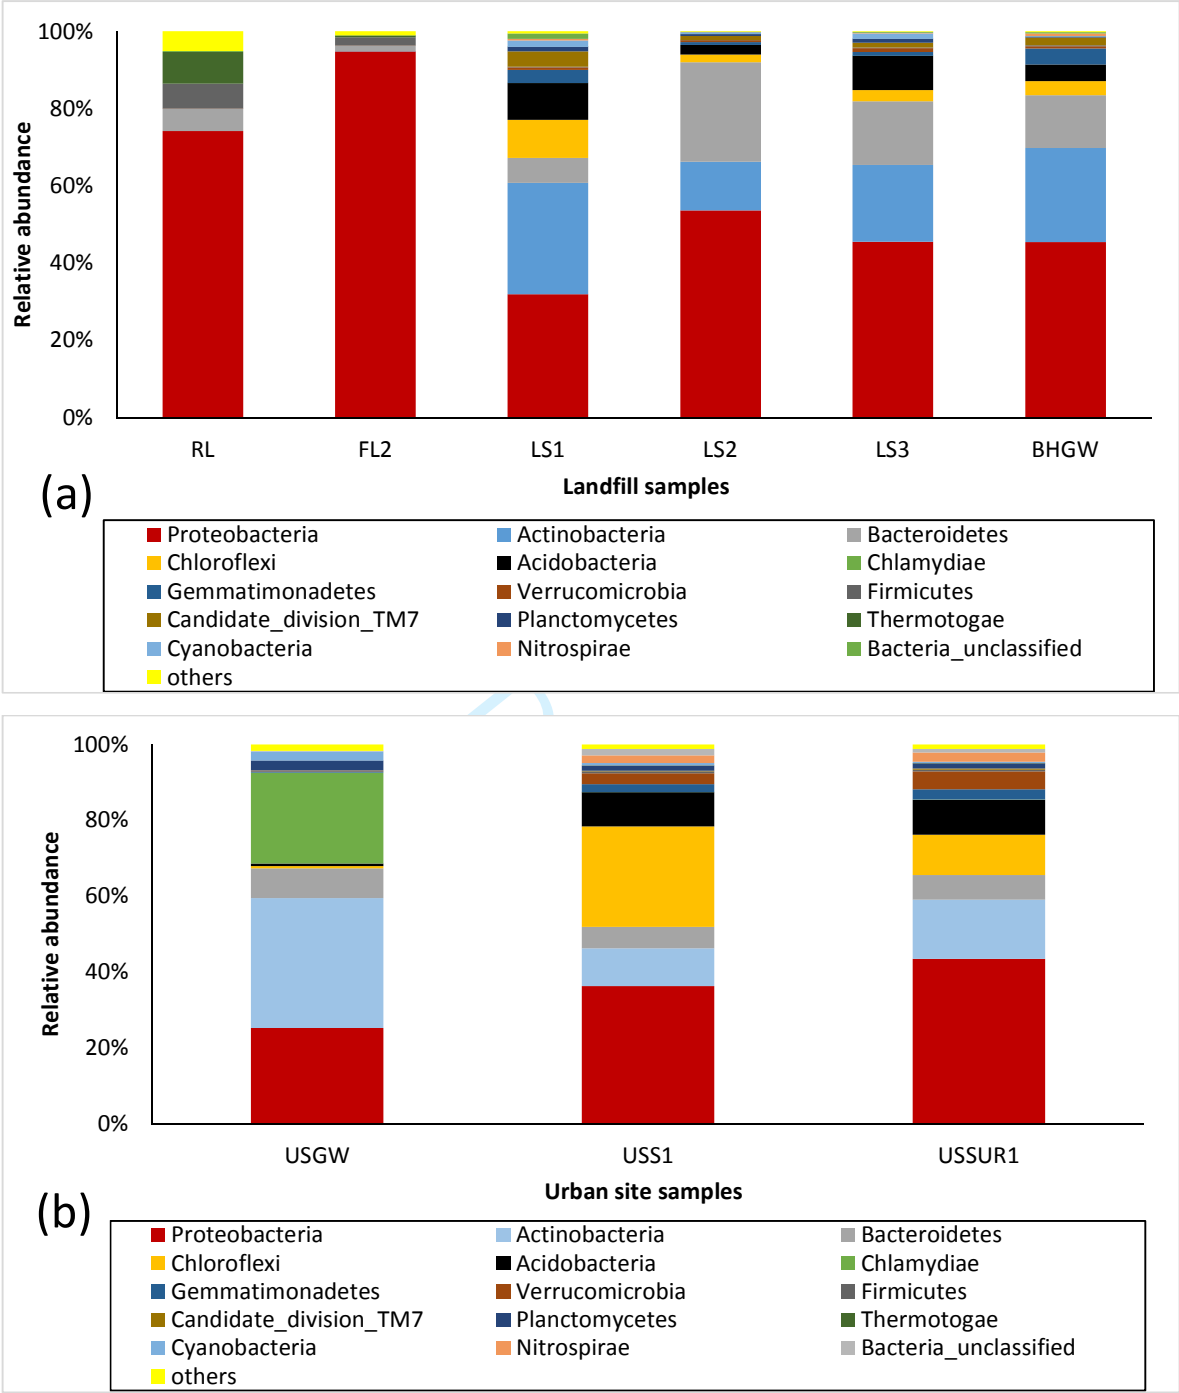 100%
80%
60%
40%
20%
0%
Relative abundance
RL FL2 LS1 LS2 LS3 BHGW
Landfill samples
(a)
Proteobacteria Actinobacteria Bacteroidetes
Chloroflexi Acidobacteria Chlamydiae
Gemmatimonadetes Verrucomicrobia Firmicutes
Candidate_division_TM7 Planctomycetes Thermotogae
Cyanobacteria Nitrospirae Bacteria_unclassified
others
100%
80%
60%
40%
20%
0%
Relative abundance
USGW USS1 USSUR1
Urban site samples
(b)
Proteobacteria Actinobacteria Bacteroidetes
Chloroflexi Acidobacteria Chlamydiae
Gemmatimonadetes Verrucomicrobia Firmicutes
Candidate_division_TM7 Planctomycetes Thermotogae
Cyanobacteria Nitrospirae Bacteria_unclassified
others